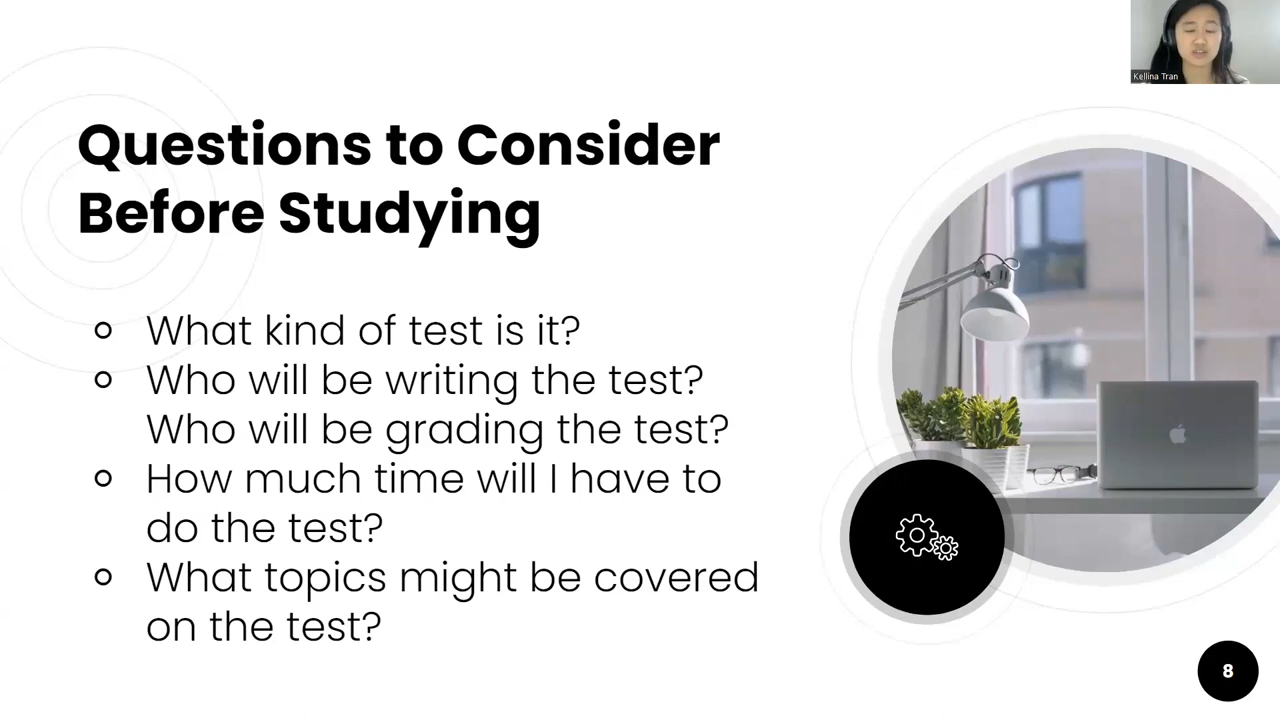 Kellina Tran
Questions to Consider
Before Studying
What kind of test is it?
Who will be writing the test?
Who will be grading the test?
How much time will I have to
do the test?
What topics might be covered
on the test?
8